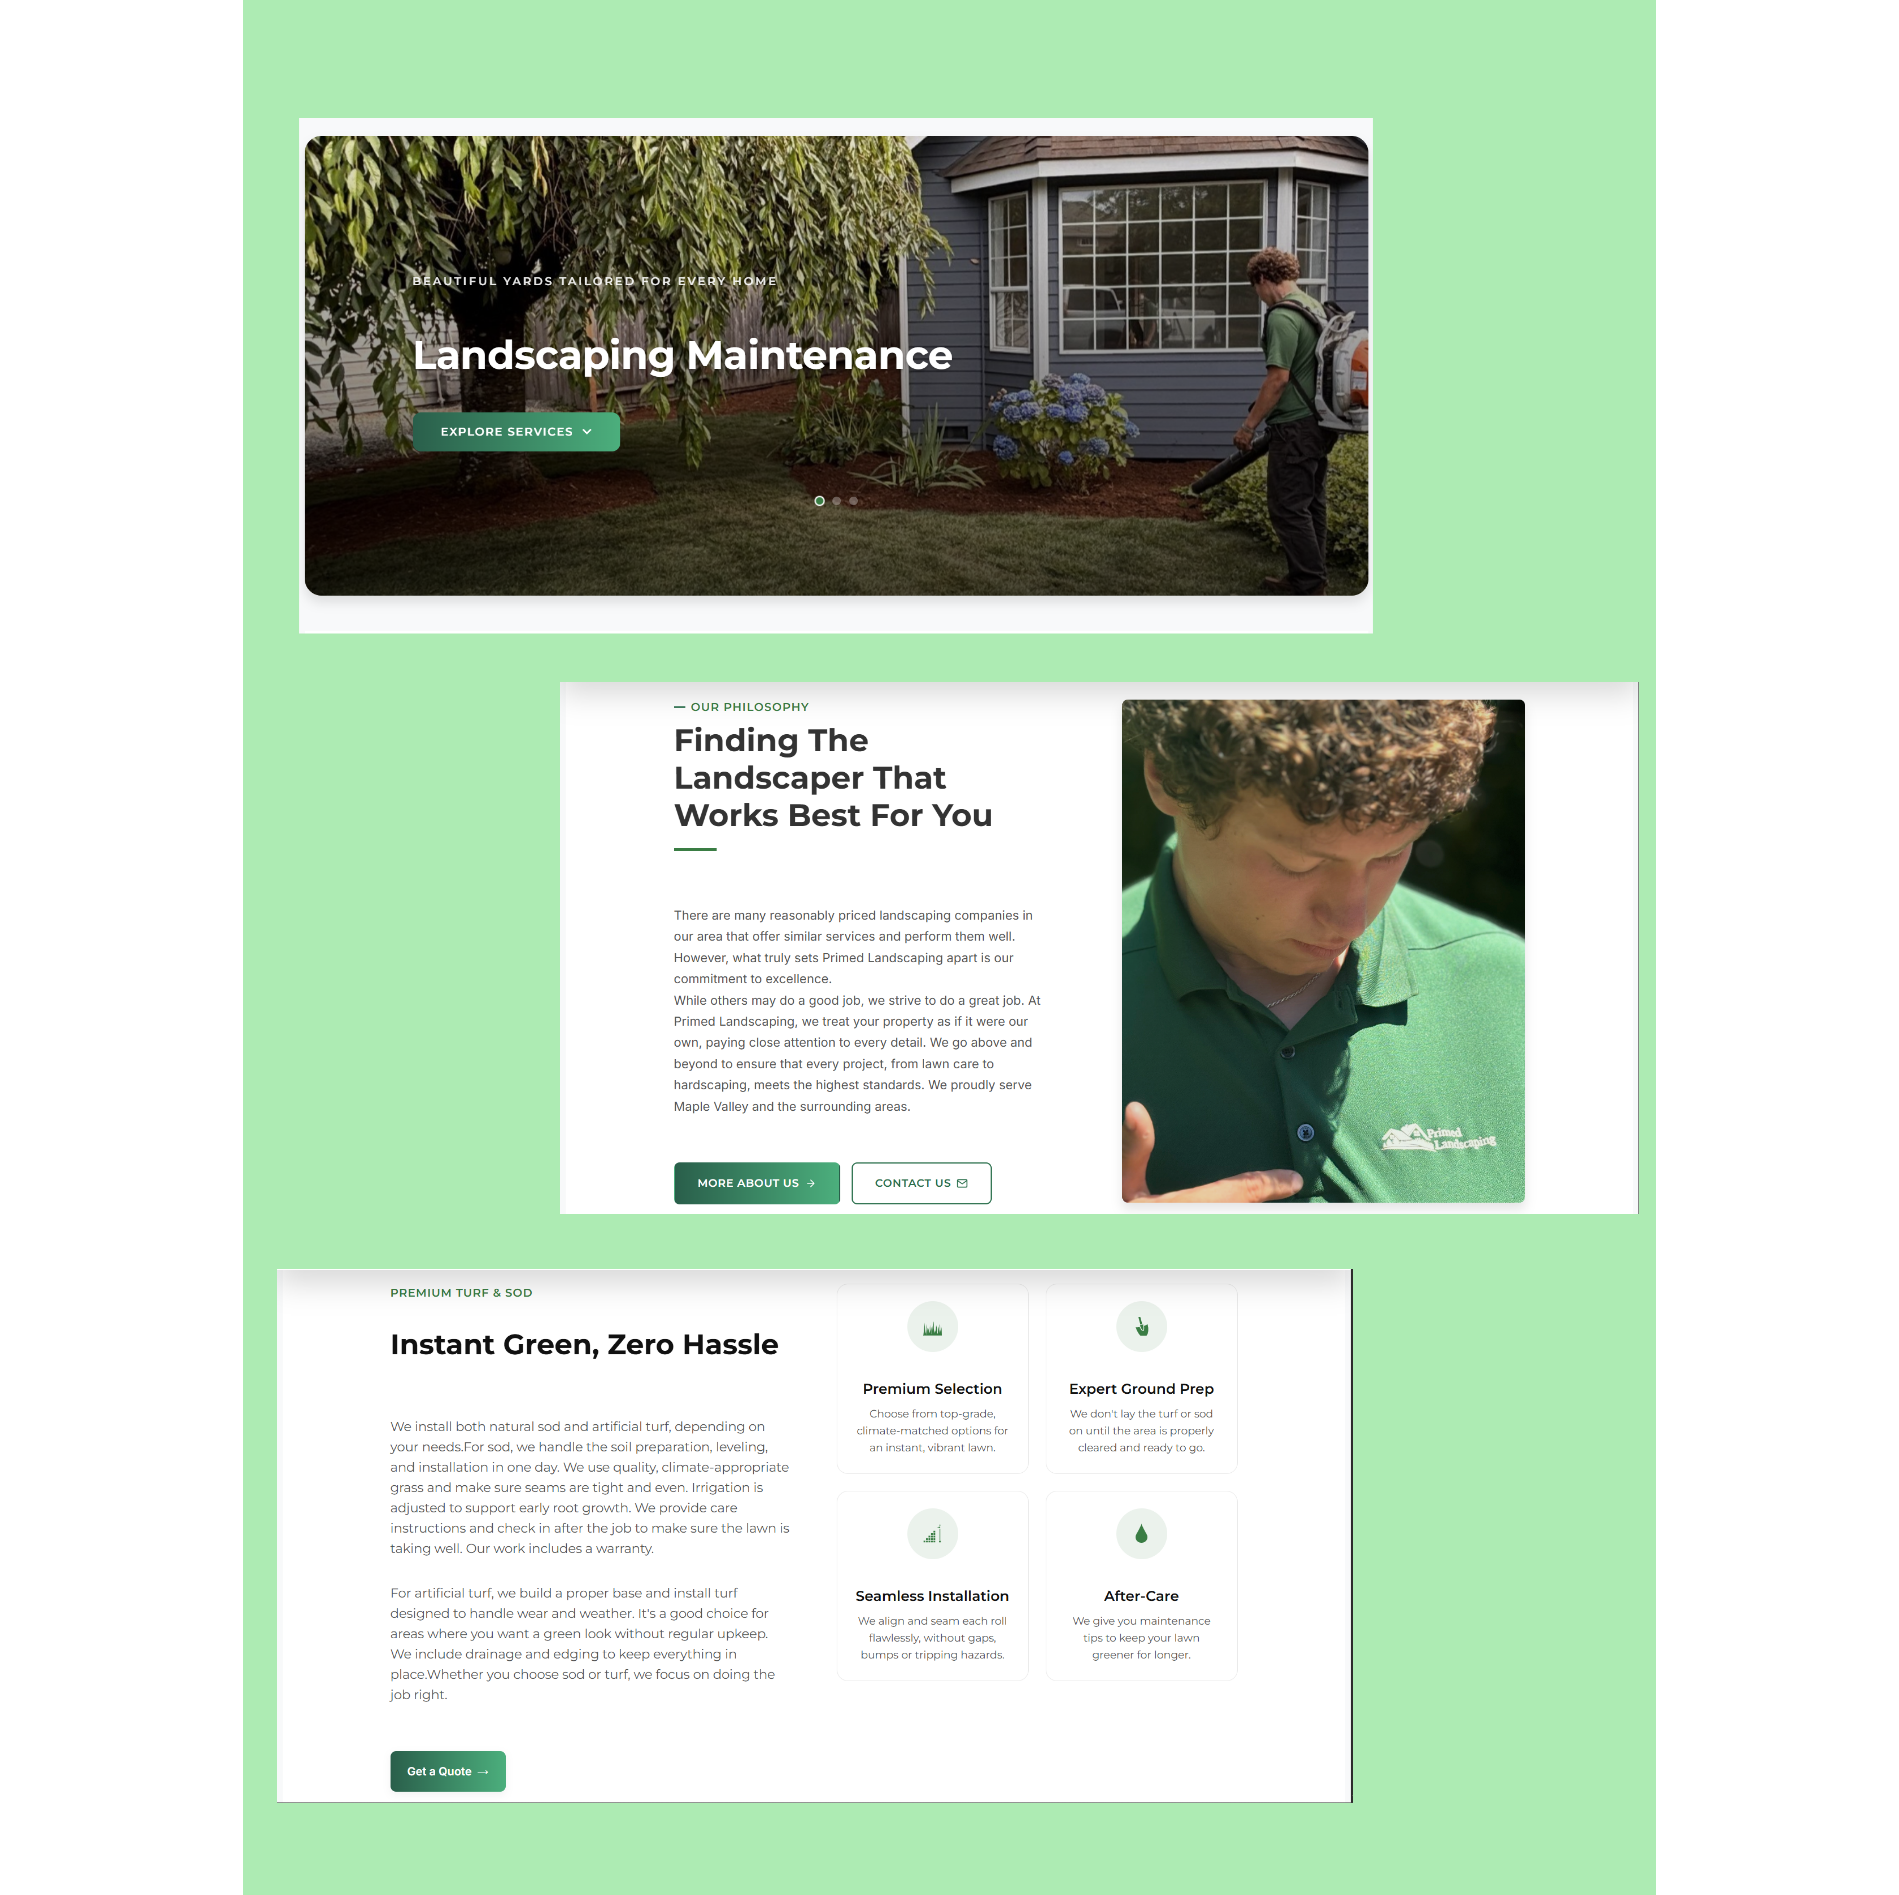 BEAUTIFUL YARDS TAILORED FOR EVERY HOME
Landscaping Maintenance
EXPLORE SERVICES
OUR PHILOSOPHY
Finding The
Landscaper That
Works Best For You
There are many reasonably priced landscaping companies in
our area that offer similar services and perform them well.
However, what truly sets Primed Landscaping apart is our
commitment to excellence.
While others may do a good job, we strive to do a great job. At
Primed Landscaping, we treat your property as if it were our
own, paying close attention to every detail. We go above and
beyond to ensure that every project, from lawn care to
hardscaping, meets the highest standards. We proudly serve
Maple Valley and the surrounding areas.
MORE ABOUT US
CONTACT US
Primed
Landscaping
PREMIUM TURF & SOD
Instant Green, Zero Hassle
We install both natural sod and artificial turf, depending on
your needs.For sod, we handle the soil preparation, leveling,
and installation in one day. We use quality, climate-appropriate
grass and make sure seams are tight and even. Irrigation is
adjusted to support early root growth. We provide care
instructions and check in after the job to make sure the lawn is
taking well. Our work includes a warranty.
For artificial turf, we build a proper base and install turf
designed to handle wear and weather. It's a good choice for
areas where you want a green look without regular upkeep.
We include drainage and edging to keep everything in
place.Whether you choose sod or turf, we focus on doing the
job right.
Get a Quote →
Premium Selection
Choose from top-grade,
climate-matched options for
an instant, vibrant lawn.
Expert Ground Prep
We don't lay the turf or sod
on until the area is properly
cleared and ready to go.
Seamless Installation
We align and seam each roll
flawlessly, without gaps,
bumps or tripping hazards.
After-Care
We give you maintenance
tips to keep your lawn
greener for longer.